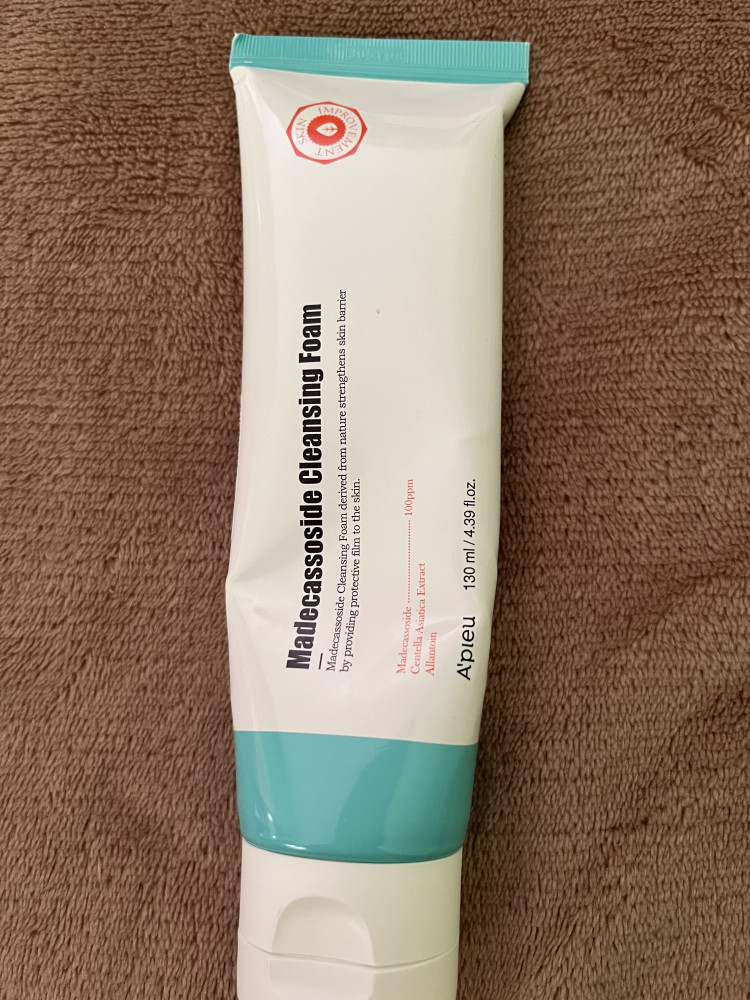 SKIN IMPROVEMENT
Madecassoside Cleansing Foam
Madecassoside Cleansing Foam derived from nature strengthens skin barrier
by providing protective film to the skin.
Madecassoside .............................. 100ppm
Centella Asiatica Extract
Allantoin
A'pieu 130 ml / 4.39 fl.oz.